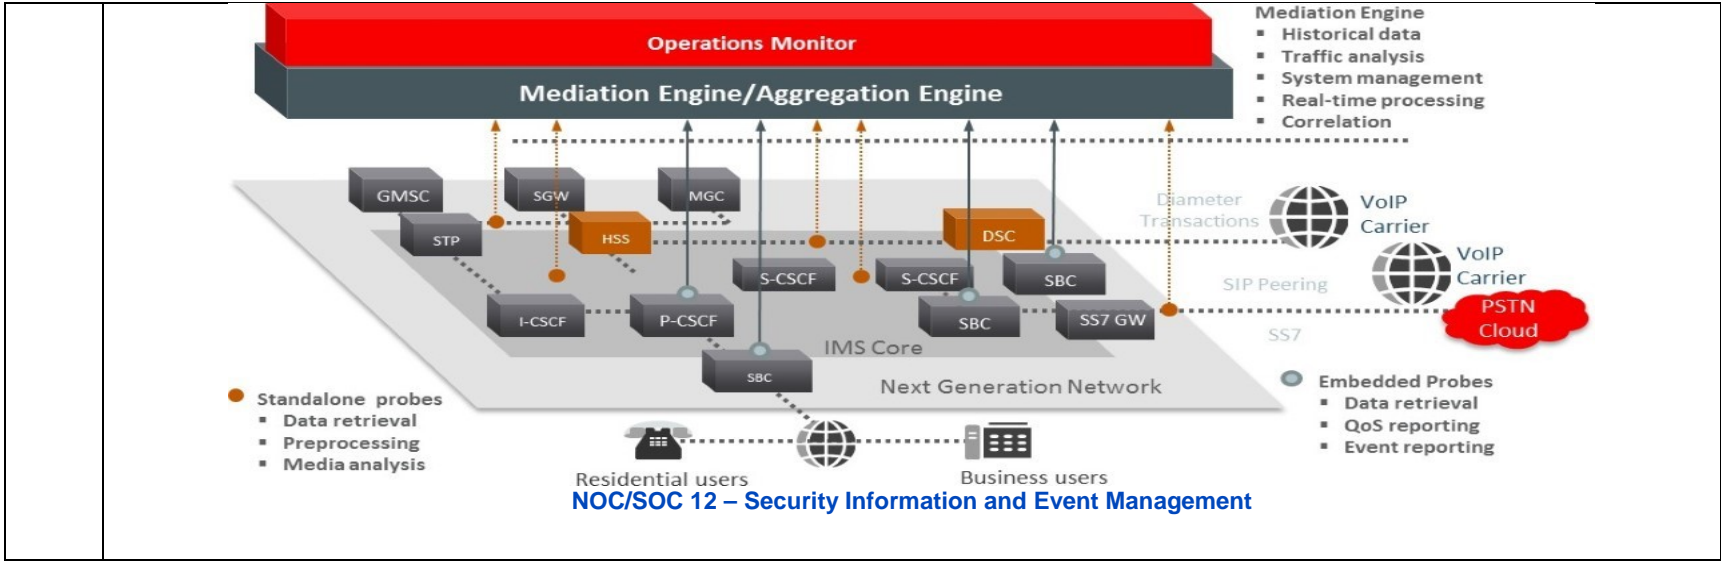 Operations Monitor
Mediation Engine/Aggregation Engine
Mediation Engine
▪ Historical data
▪ Traffic analysis
▪ System management
▪ Real-time processing
▪ Correlation
GMSC
SGW
MGC
STP
HSS
DSC
Diameter
Transactions
VoIP
Carrier
S-CSCF
S-CSCF
SBC
VoIP
Carrier
SIP Peering
I-CSCF
P-CSCF
SBC
SS7 GW
PSTN
Cloud
SS7
IMS Core
SBC
Next Generation Network
Standalone probes
▪ Data retrieval
▪ Preprocessing
▪ Media analysis
Embedded Probes
▪ Data retrieval
▪ QoS reporting
▪ Event reporting
Residential users
Business users
NOC/SOC 12 – Security Information and Event Management